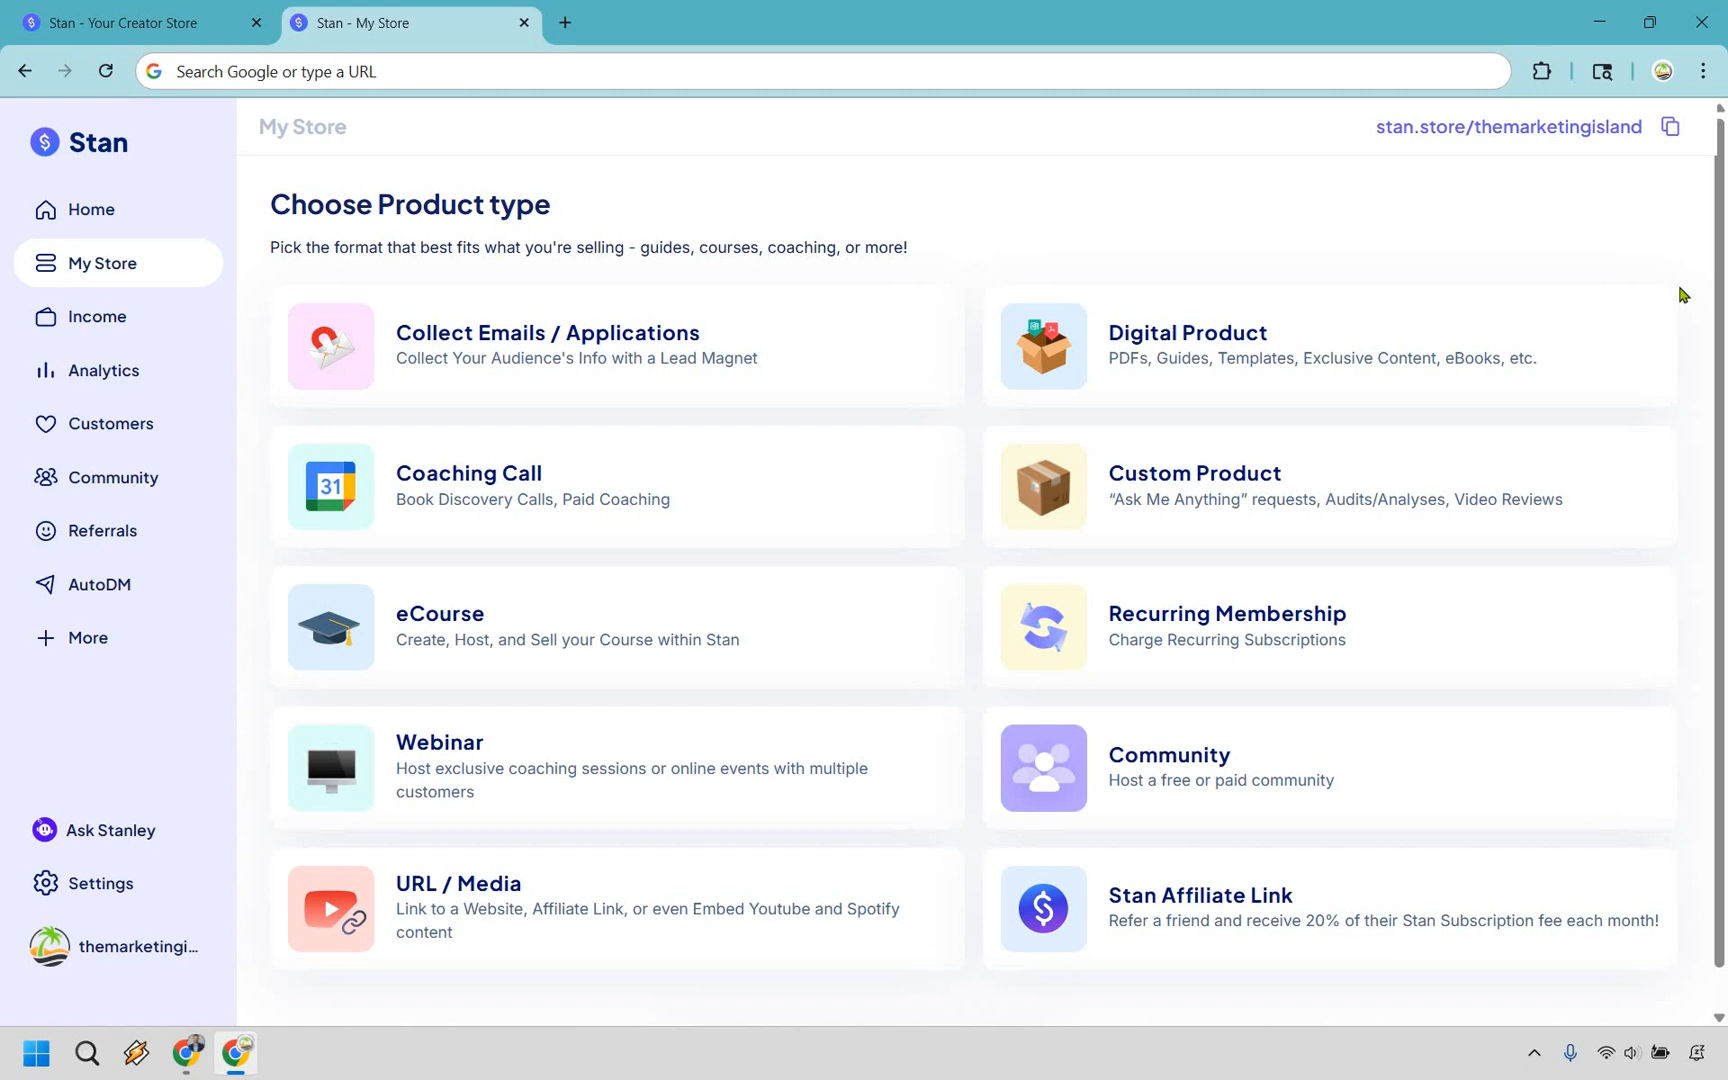 Stan - Your Creator Store
Stan - My Store
Search Google or type a URL
Stan
My Store
stan.store/themarketingisland
Home
My Store
Income
Analytics
Customers
Community
Referrals
AutoDM
More
Ask Stanley
Settings
themarketingi...
Choose Product type
Pick the format that best fits what you're selling - guides, courses, coaching, or more!
Collect Emails / Applications
Collect Your Audience's Info with a Lead Magnet
Digital Product
PDFs, Guides, Templates, Exclusive Content, eBooks, etc.
31
Coaching Call
Book Discovery Calls, Paid Coaching
Custom Product
“Ask Me Anything” requests, Audits/Analyses, Video Reviews
eCourse
Create, Host, and Sell your Course within Stan
Recurring Membership
Charge Recurring Subscriptions
Webinar
Host exclusive coaching sessions or online events with multiple
customers
Community
Host a free or paid community
URL / Media
Link to a Website, Affiliate Link, or even Embed Youtube and Spotify
content
Stan Affiliate Link
Refer a friend and receive 20% of their Stan Subscription fee each month!